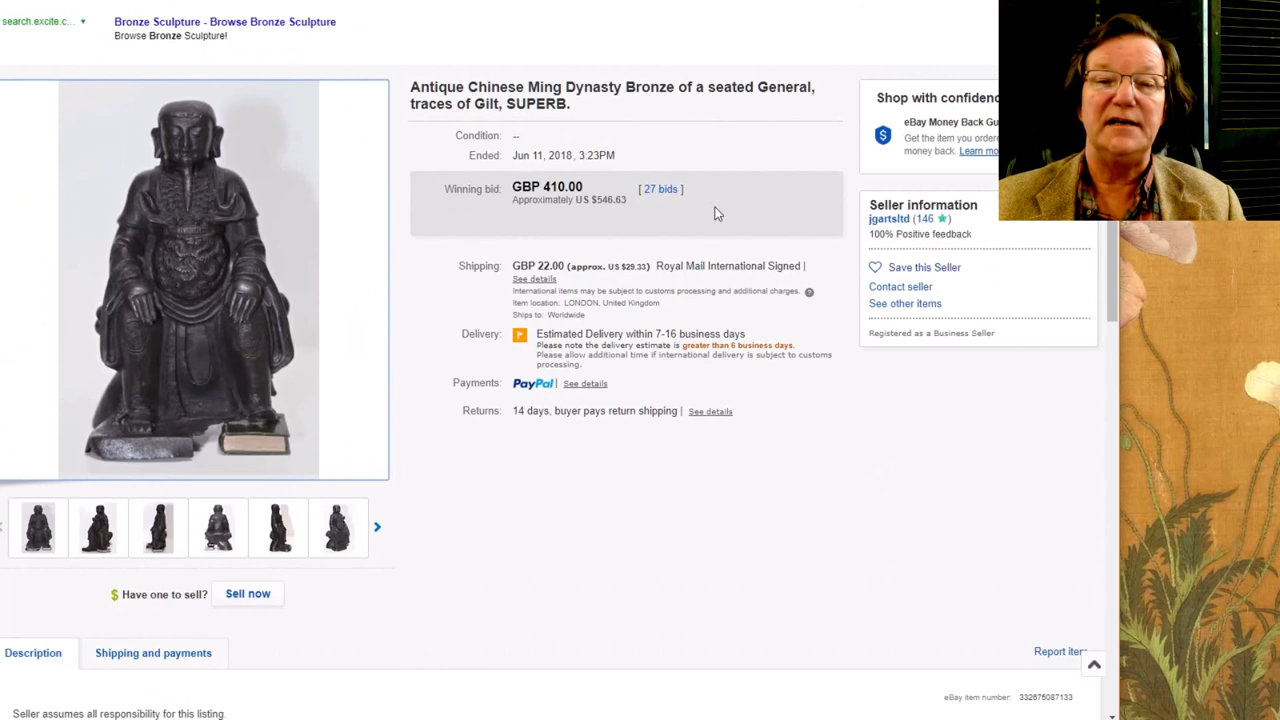 search.excite.c...
Bronze Sculpture - Browse Bronze Sculpture
Browse Bronze Sculpture!
Antique Chinese Ming Dynasty Bronze of a seated General,
traces of Gilt, SUPERB.
Condition: --
Ended: Jun 11, 2018, 3:23PM
Winning bid: GBP 410.00 [ 27 bids ]
Approximately US $546.63
Shipping: GBP 22.00 (approx. US $29.33) Royal Mail International Signed |
See details
International items may be subject to customs processing and additional charges. ?
Item location: LONDON, United Kingdom
Ships to: Worldwide
Delivery: Estimated Delivery within 7-16 business days
Please note the delivery estimate is greater than 6 business days.
Please allow additional time if international delivery is subject to customs
processing.
Payments: PayPal | See details
Returns: 14 days, buyer pays return shipping | See details
Shop with confidenc
eBay Money Back Gu
Get the item you ordere
money back. Learn mo
Seller information
jgartsltd (146 )
100% Positive feedback
Save this Seller
Contact seller
See other items
Registered as a Business Seller
$ Have one to sell? Sell now
Description
Shipping and payments
Report item
eBay item number: 332675087133
Seller assumes all responsibility for this listing.